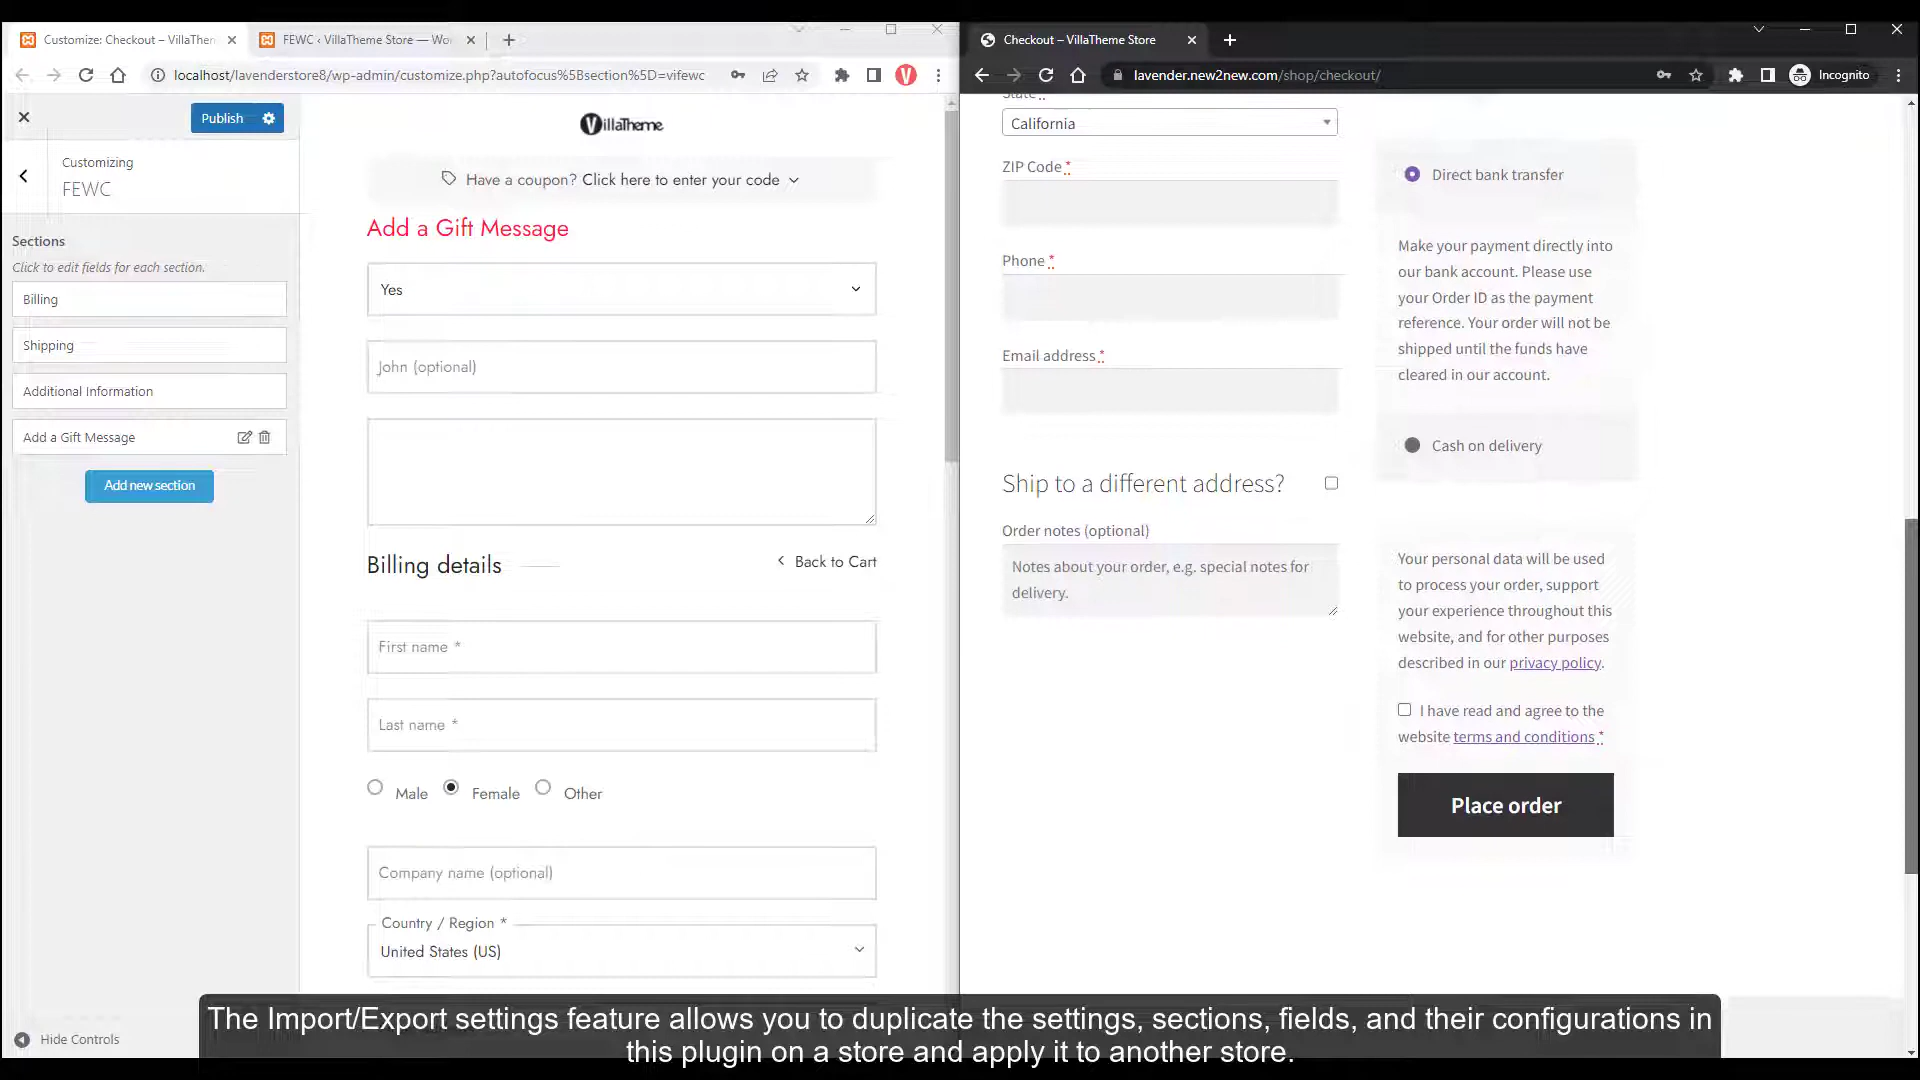 Customize: Checkout – VillaThem
FEWC ‹ VillaTheme Store — Wo
localhost/lavenderstore8/wp-admin/customize.php?autofocus%5Bsection%5D=vifewc
Publish
Customizing
FEWC
Sections
Click to edit fields for each section.
Billing
Shipping
Additional Information
Add a Gift Message
Add new section
Hide Controls
VillaTheme
Have a coupon? Click here to enter your code
Add a Gift Message
Yes
John (optional)
Billing details
Back to Cart
First name *
Last name *
Male Female Other
Company name (optional)
Country / Region *
United States (US)
Checkout – VillaTheme Store
lavender.new2new.com/shop/checkout/
Incognito
State *
California
ZIP Code *
Phone *
Email address *
Ship to a different address?
Order notes (optional)
Notes about your order, e.g. special notes for
delivery.
Direct bank transfer
Make your payment directly into
our bank account. Please use
your Order ID as the payment
reference. Your order will not be
shipped until the funds have
cleared in our account.
Cash on delivery
Your personal data will be used
to process your order, support
your experience throughout this
website, and for other purposes
described in our privacy policy.
I have read and agree to the
website terms and conditions *
Place order
The Import/Export settings feature allows you to duplicate the settings, sections, fields, and their configurations in
this plugin on a store and apply it to another store.